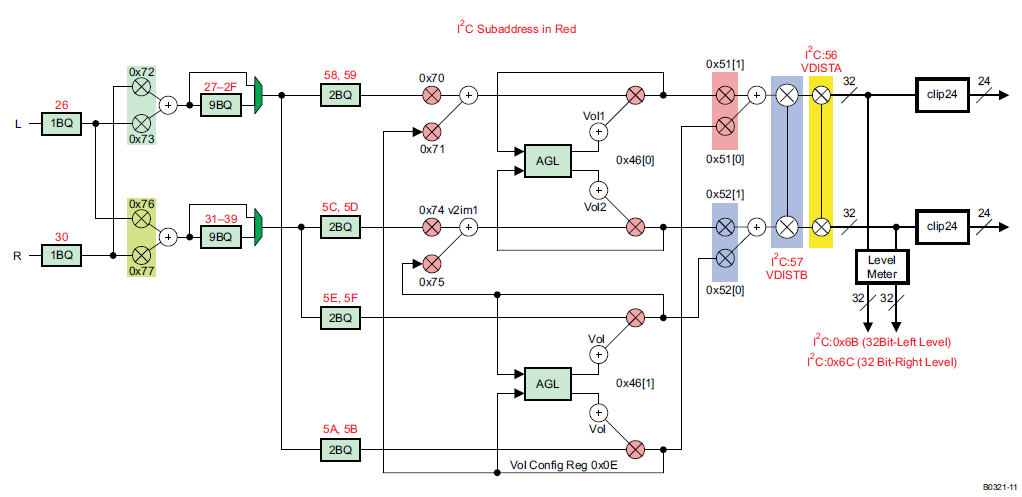 I2C Subaddress in Red
I2C:56
VDISTA
0x72
27–2F
58, 59
0x70
0x51[1]
32
24
26
9BQ
2BQ
clip24
L
1BQ
Vol1
0x73
0x71
AGL
0x46[0]
0x51[0]
Vol2
0x76
31–39
5C, 5D
0x74 v2im1
0x52[1]
32
24
30
9BQ
2BQ
clip24
R
1BQ
0x77
0x75
I2C:57
VDISTB
Level
Meter
0x52[0]
5E, 5F
32
32
2BQ
I2C:0x6B (32Bit-Left Level)
Vol
I2C:0x6C (32 Bit-Right Level)
AGL
0x46[1]
Vol
5A, 5B
2BQ
Vol Config Reg 0x0E
B0321-11